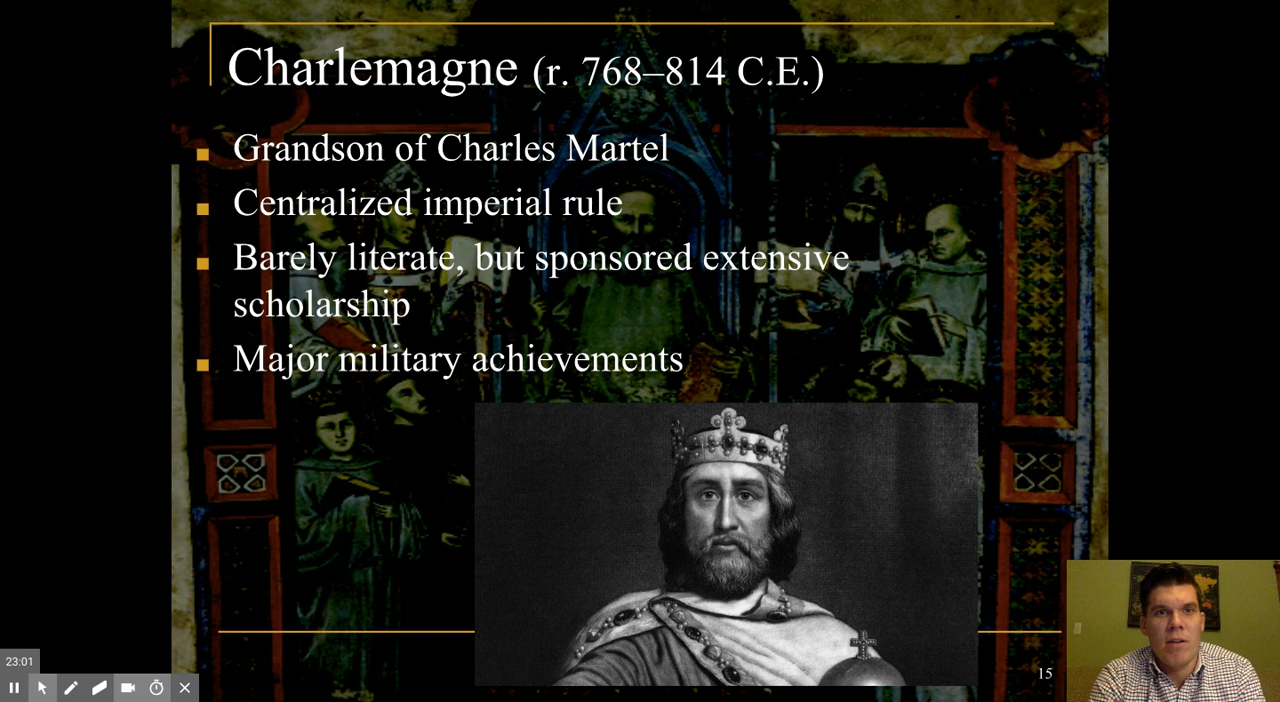 Charlemagne (r. 768–814 C.E.)
Grandson of Charles Martel
Centralized imperial rule
Barely literate, but sponsored extensive
scholarship
Major military achievements
15
23:01